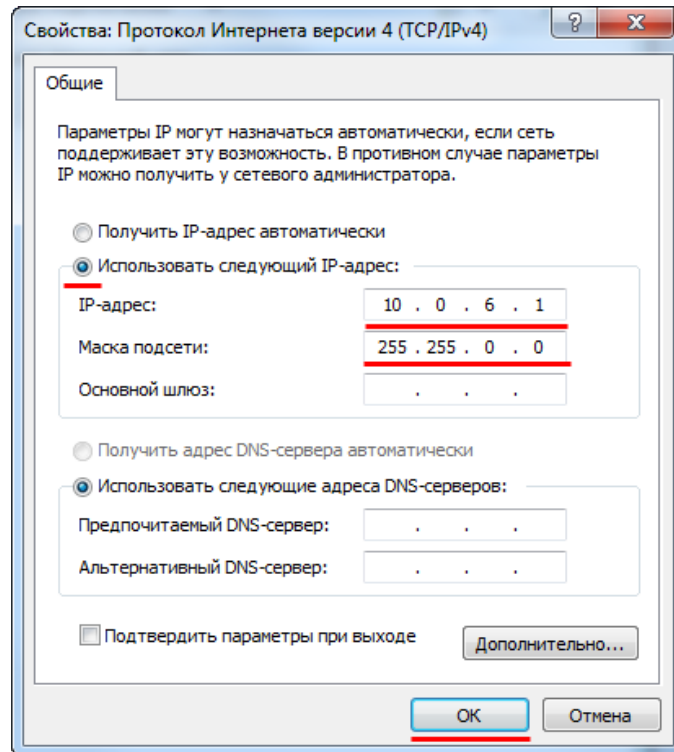 Свойства: Протокол Интернета версии 4 (TCP/IPv4)
?
X
Общие
Параметры IP могут назначаться автоматически, если сеть
поддерживает эту возможность. В противном случае параметры
IP можно получить у сетевого администратора.
Получить IP-адрес автоматически
Использовать следующий IP-адрес:
IP-адрес: 10 . 0 . 6 . 1
Маска подсети: 255 . 255 . 0 . 0
Основной шлюз: . . .
Получить адрес DNS-сервера автоматически
Использовать следующие адреса DNS-серверов:
Предпочитаемый DNS-сервер: . . .
Альтернативный DNS-сервер: . . .
Подтвердить параметры при выходе
Дополнительно...
ОК
Отмена